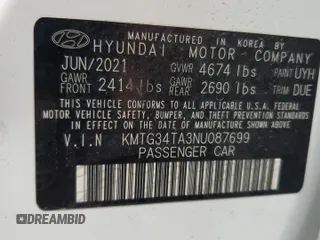 MANUFACTURED IN KOREA BY
HYUNDAI MOTOR COMPANY
JUN/2021 GVWR 4674 lbs PAINT UYH
GAWR FRONT 2414 lbs GAWR REAR 2690 lbs TRIM DUE
THIS VEHICLE CONFORMS TO ALL APPLICABLE FEDERAL
MOTOR VEHICLE SAFETY, BUMPER, AND THEFT PREVENTION
STANDARDS IN EFFECT ON THE DATE OF MANUFACTURE
SHOWN ABOVE.
V.I.N KMTG34TA3NU087699
PASSENGER CAR
© DREAMBID